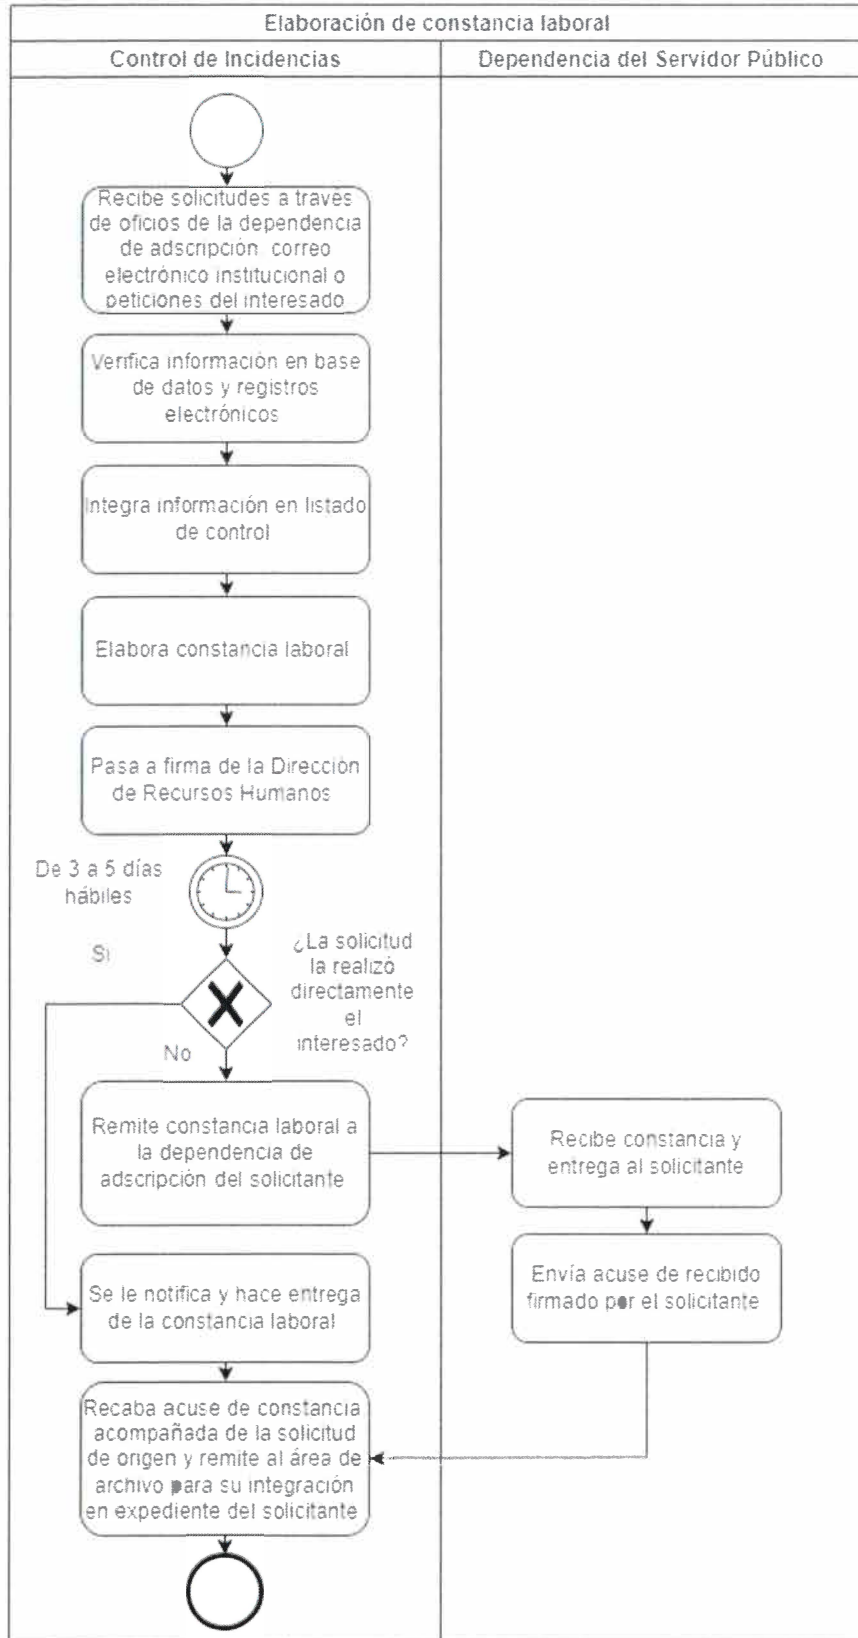 Elaboración de constancia laboral
Control de Incidencias
Dependencia del Servidor Público
Recibe solicitudes a través
de oficios de la dependencia
de adscripción correo
electrónico institucional o
peticiones del interesado
Verifica información en base
de datos y registros
electrónicos
Integra información en listado
de control
Elabora constancia laboral
Pasa a firma de la Dirección
de Recursos Humanos
De 3 a 5 días
hábiles
Si
¿La solicitud
la realizó
directamente
el
interesado?
No
Remite constancia laboral a
la dependencia de
adscripción del solicitante
Recibe constancia y
entrega al solicitante
Envía acuse de recibido
firmado por el solicitante
Se le notifica y hace entrega
de la constancia laboral
Recaba acuse de constancia
acompañada de la solicitud
de origen y remite al área de
archivo para su integración
en expediente del solicitante